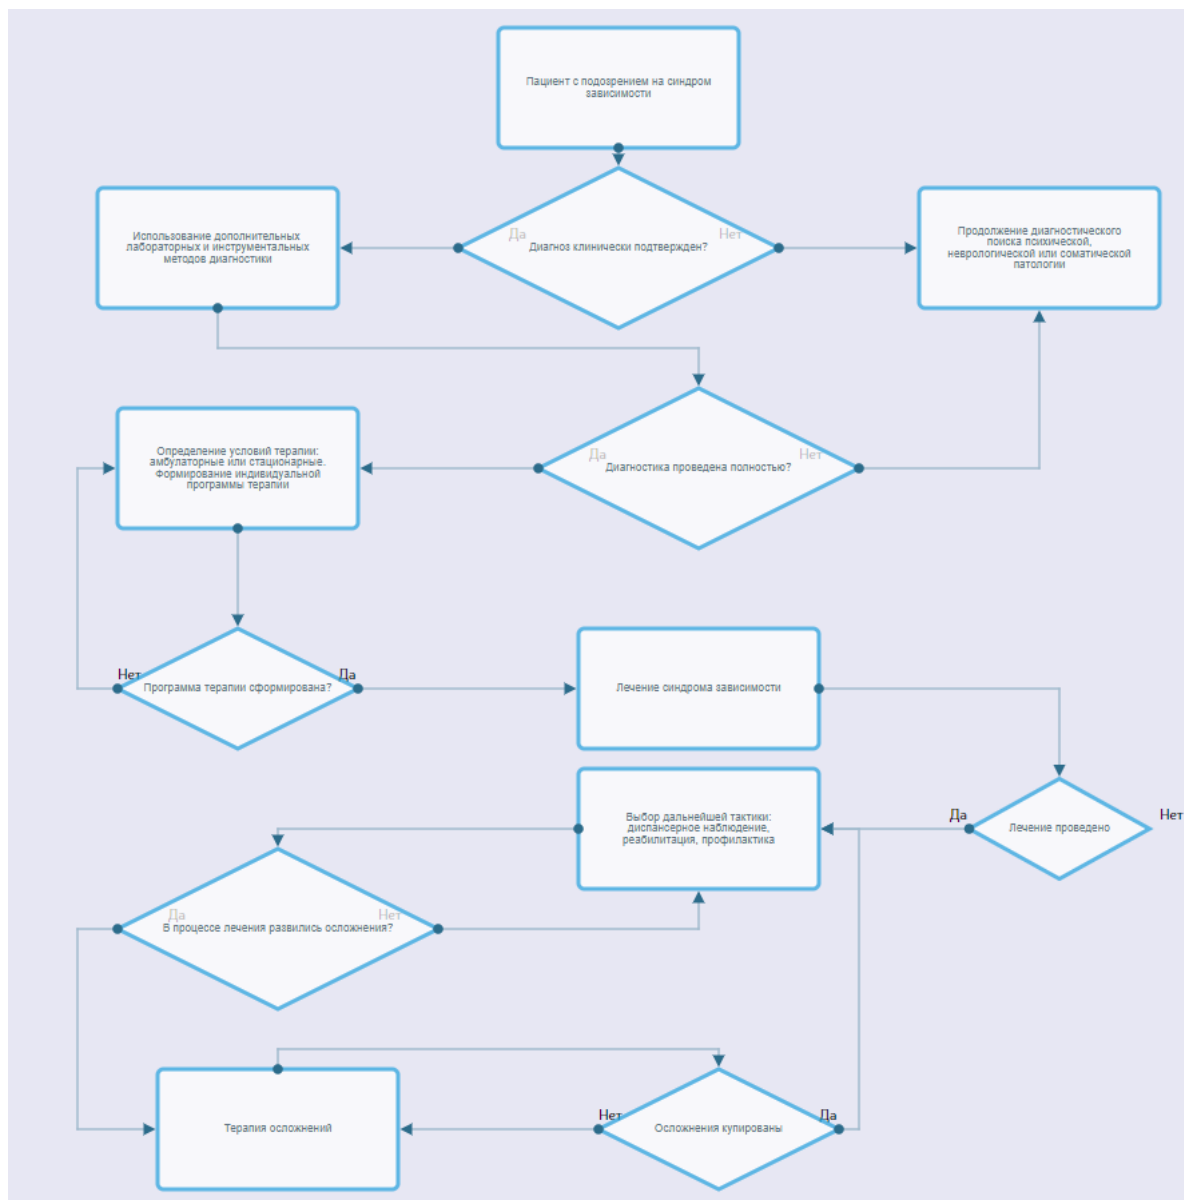 Пациент с подозрением на синдром
зависимости
Да
Нет
Диагноз клинически подтвержден?
Использование дополнительных
лабораторных и инструментальных
методов диагностики
Продолжение диагностического
поиска психической,
неврологической или соматической
патологии
Да
Нет
Диагностика проведена полностью?
Определение условий терапии:
амбулаторные или стационарные.
Формирование индивидуальной
программы терапии
Нет
Да
Программа терапии сформирована?
Лечение синдрома зависимости
Да
Нет
Лечение проведено
Выбор дальнейшей тактики:
диспансерное наблюдение,
реабилитация, профилактика
Да
Нет
В процессе лечения развились осложнения?
Терапия осложнений
Нет
Да
Осложнения купированы